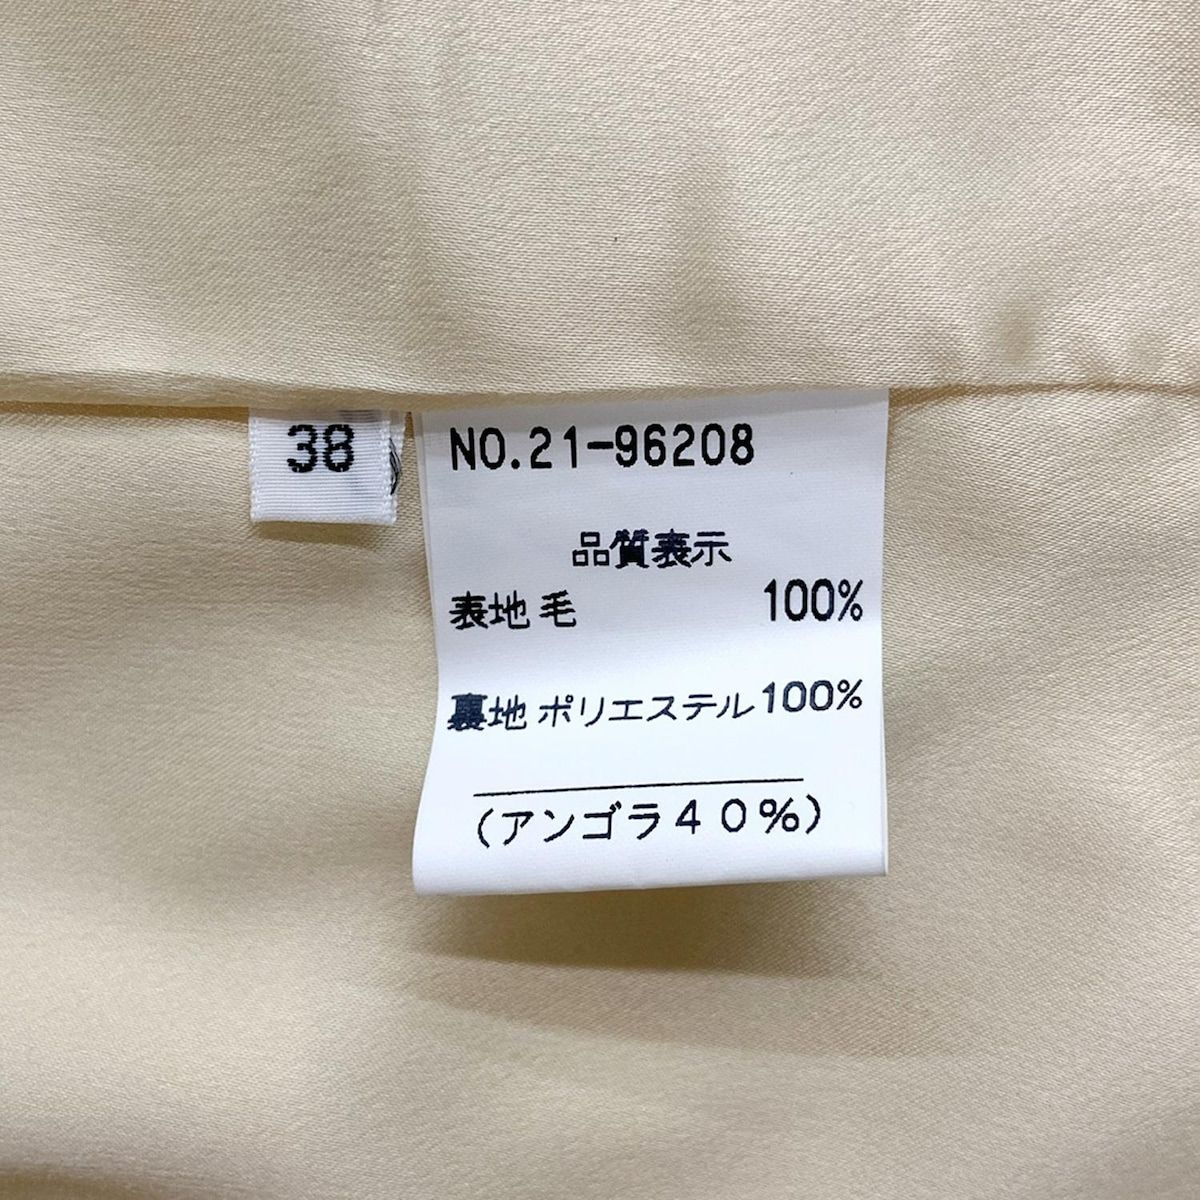 38
NO.21-96208
品質表示
表地 毛 100%
裏地 ポリエステル 100%
(アンゴラ４０%)